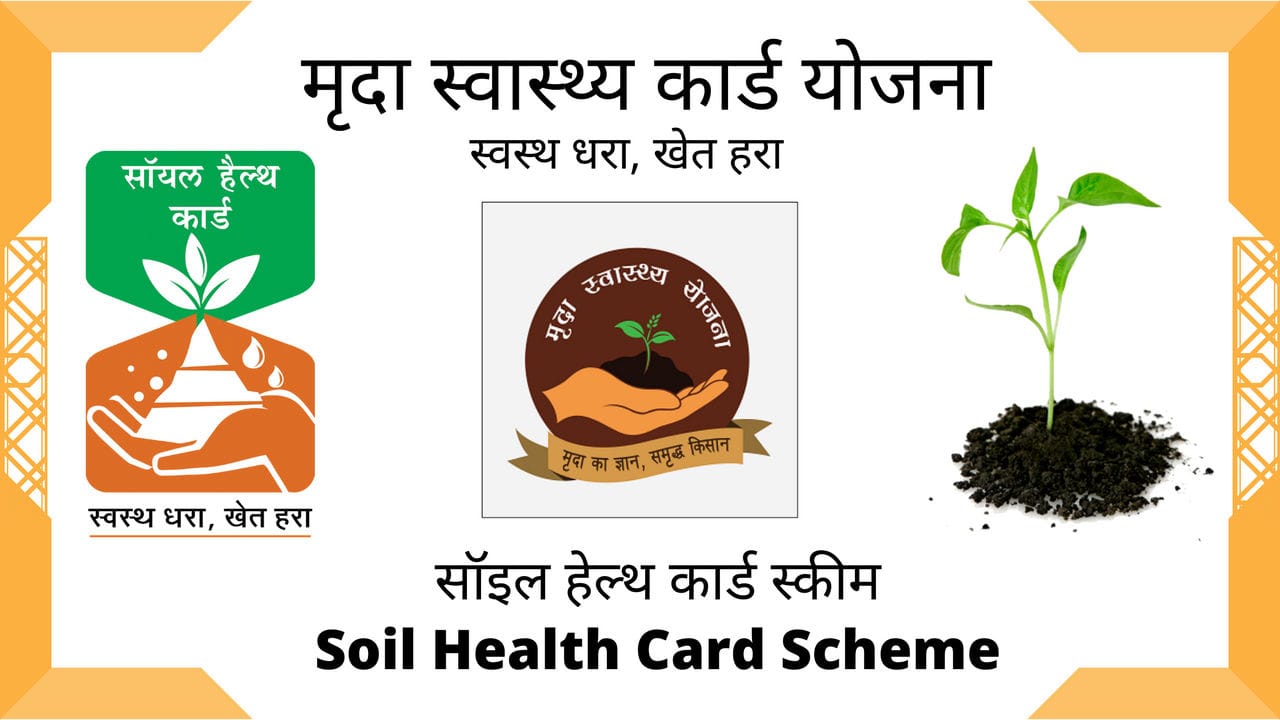 मृदा स्वास्थ्य कार्ड योजना
स्वस्थ धरा, खेत हरा
सॉयल हैल्थ
कार्ड
स्वस्थ धरा, खेत हरा
मृदा स्वास्थ्य योजना
मृदा का ज्ञान, समृद्ध किसान
सॉइल हेल्थ कार्ड स्कीम
Soil Health Card Scheme